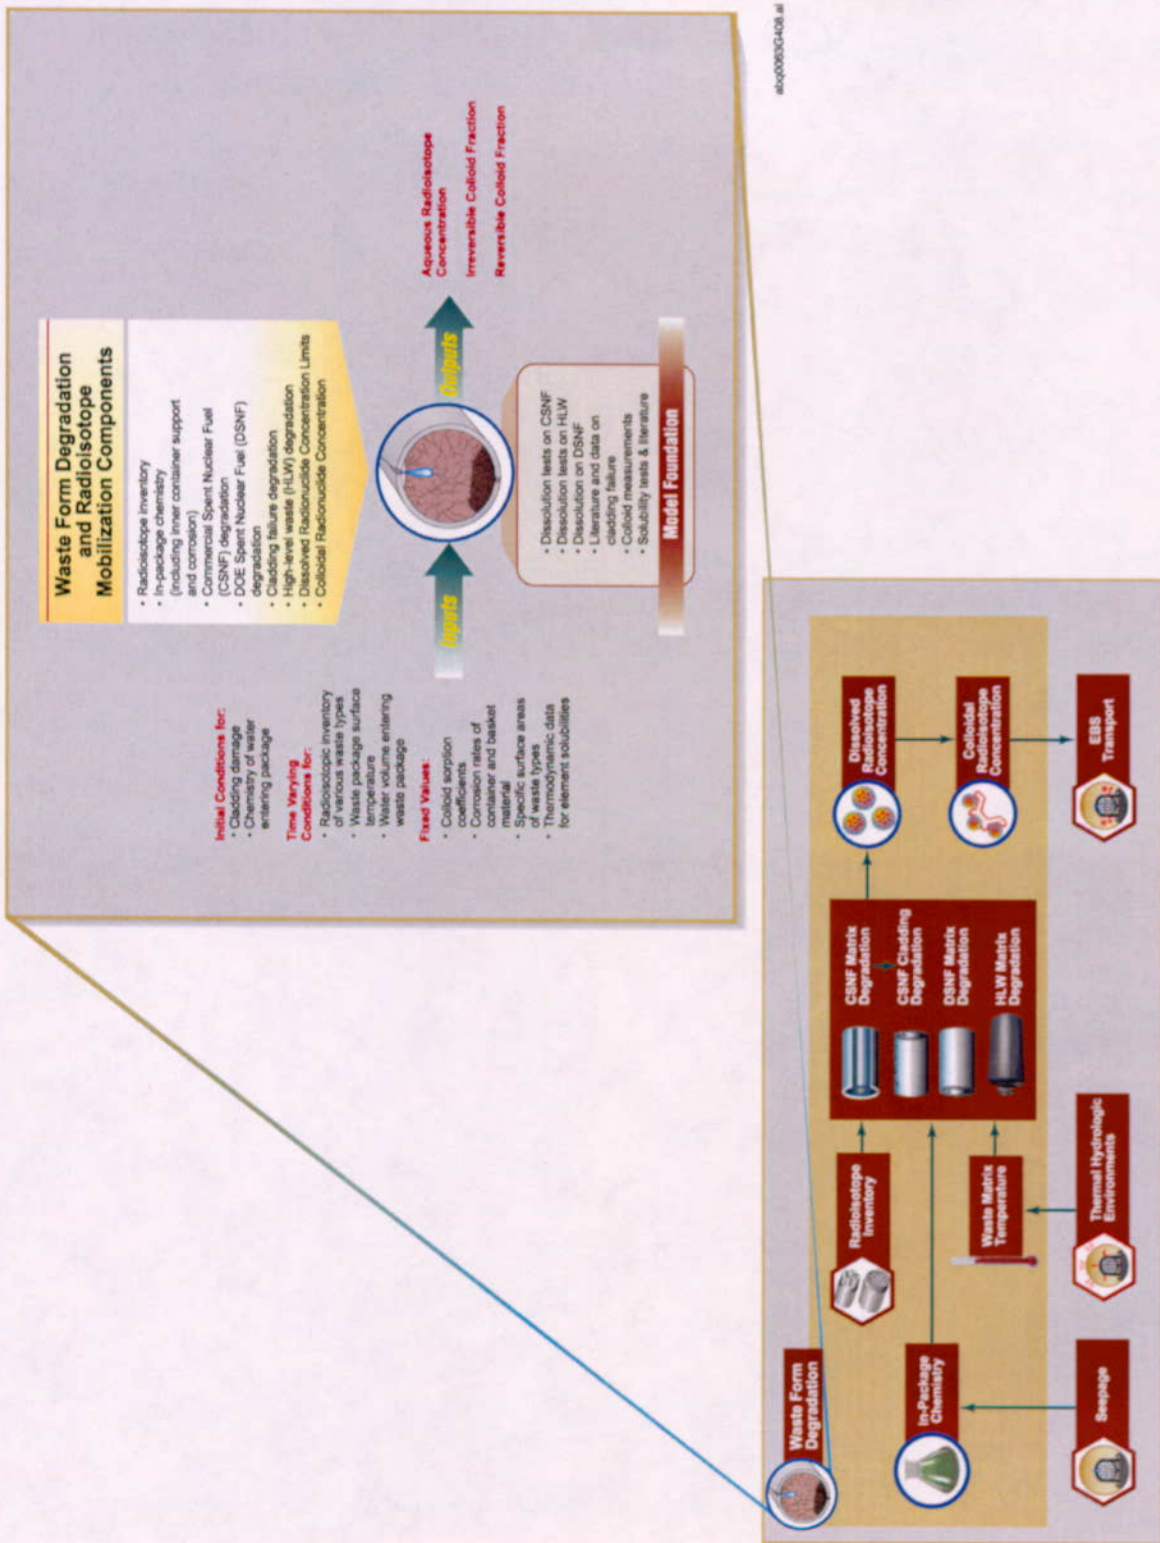 Waste Form Degradation
and Radioisotope
Mobilization Components
• Radioisotope inventory
• In-package chemistry
(including inner container support
and corrosion)
• Commercial Spent Nuclear Fuel
(CSNF) degradation
• DOE Spent Nuclear Fuel (DSNF)
degradation
• Cladding failure degradation
• High-level waste (HLW) degradation
• Dissolved Radionuclide Concentration Limits
• Colloidal Radionuclide Concentration
Initial Conditions for:
• Cladding damage
• Chemistry of water
entering package
Time Varying
Conditions for:
• Radiosotopic inventory
of various waste types
• Waste package surface
temperature
• Water volume entering
waste package
Fixed Values:
• Colloid sorption
coefficients
• Corrosion rates of
container and basket
material
• Specific surface areas
of waste types
• Thermodynamic data
for element solubilities
Inputs
Outputs
Aqueous Radioisotope
Concentration
Irreversible Colloid Fraction
Reversible Colloid Fraction
• Dissolution tests on CSNF
• Dissolution tests on HLW
• Dissolution on DSNF
• Literature and data on
cladding failure
• Colloid measurements
• Solubility tests & literature
Model Foundation
Waste Form
Degradation
Radioisotope
Inventory
In-Package
Chemistry
Waste Matrix
Temperature
Seepage
Thermal Hydrologic
Environments
CSNF Matrix
Degradation
CSNF Cladding
Degradation
DSNF Matrix
Degradation
HLW Matrix
Degradation
Dissolved
Radioisotope
Concentration
Colloidal
Radioisotope
Concentration
EBS
Transport
abq0063G408.ai